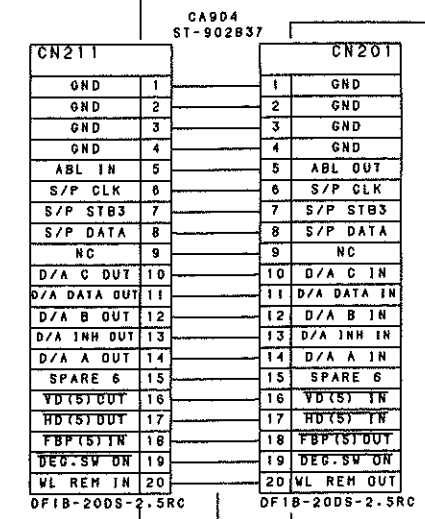 CA904
ST-902B37
CN211 CN201
GND 1 1 GND
GND 2 2 GND
GND 3 3 GND
GND 4 4 GND
ABL IN 5 5 ABL OUT
S/P CLK 6 6 S/P CLK
S/P STB3 7 7 S/P STB3
S/P DATA 8 8 S/P DATA
NC 9 9 NC
D/A C OUT 10 10 D/A C IN
D/A DATA OUT 11 11 D/A DATA IN
D/A B OUT 12 12 D/A B IN
D/A INH OUT 13 13 D/A INH IN
D/A A OUT 14 14 D/A A IN
SPARE 6 15 15 SPARE 6
VD(5) OUT 16 16 VD(5) IN
HD(5) OUT 17 17 HD(5) IN
FBP(5) IN 18 18 FBP(5) OUT
DEG.SW ON 19 19 DEG.SW ON
WL REM IN 20 20 WL REM OUT
DF1B-20DS-2.5RC DF1B-20DS-2.5RC